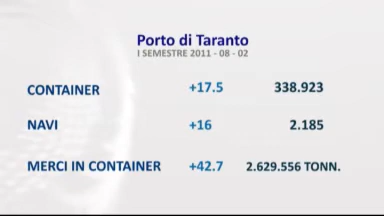 Porto di Taranto
I SEMESTRE 2011 - 08 - 02
CONTAINER +17.5 338.923
NAVI +16 2.185
MERCI IN CONTAINER +42.7 2.629.556 TONN.